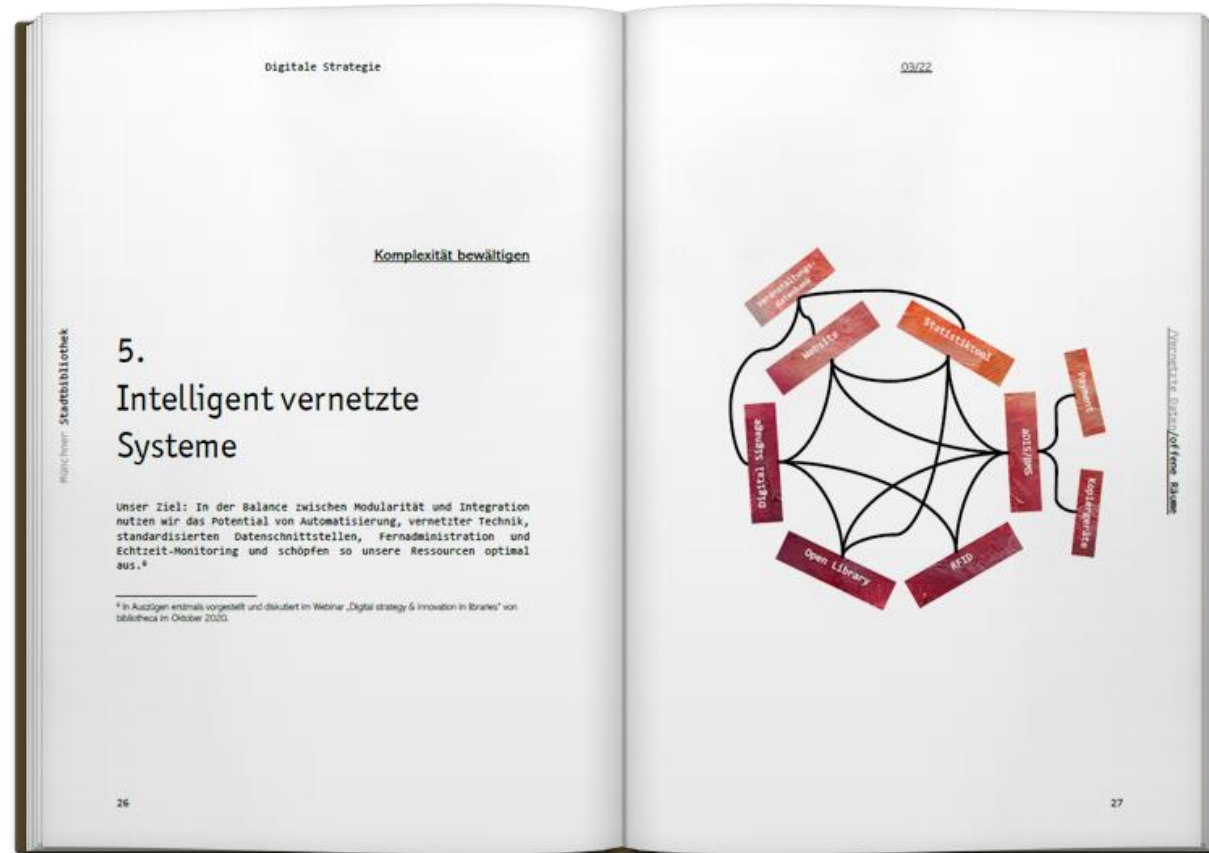 Digitale Strategie
Münchner Stadtbibliothek
Komplexität bewältigen
5.
Intelligent vernetzte
Systeme
Unser Ziel: In der Balance zwischen Modularität und Integration
nutzen wir das Potential von Automatisierung, vernetzter Technik,
standardisierten Datenschnittstellen, Fernadministration und
Echtzeit-Monitoring und schöpfen so unsere Ressourcen optimal
aus.⁶
⁶ In Auszügen erstmals vorgestellt und diskutiert im Webinar „Digital strategy & innovation in libraries" von
bibliotheca im Oktober 2020.
26
03/22
Veranstaltungs-
datenbank
Website
Statistiktool
Payment
Digital Signage
aDIS/BMS
Kopiergeräte
Open Library
RFID
/Vernetzte Daten/offene Räume
27